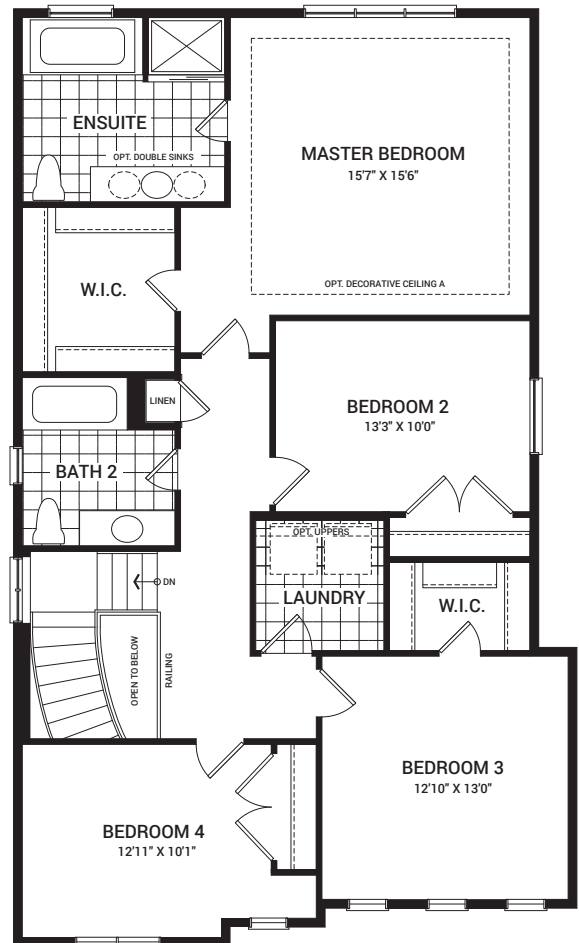 ENSUITE
OPT. DOUBLE SINKS
MASTER BEDROOM
15'7" X 15'6"
OPT. DECORATIVE CEILING A
W.I.C.
LINEN
BEDROOM 2
13'3" X 10'0"
BATH 2
OPT. UPPERS
LAUNDRY
W.I.C.
DN
OPEN TO BELOW
RAILING
BEDROOM 3
12'10" X 13'0"
BEDROOM 4
12'11" X 10'1"